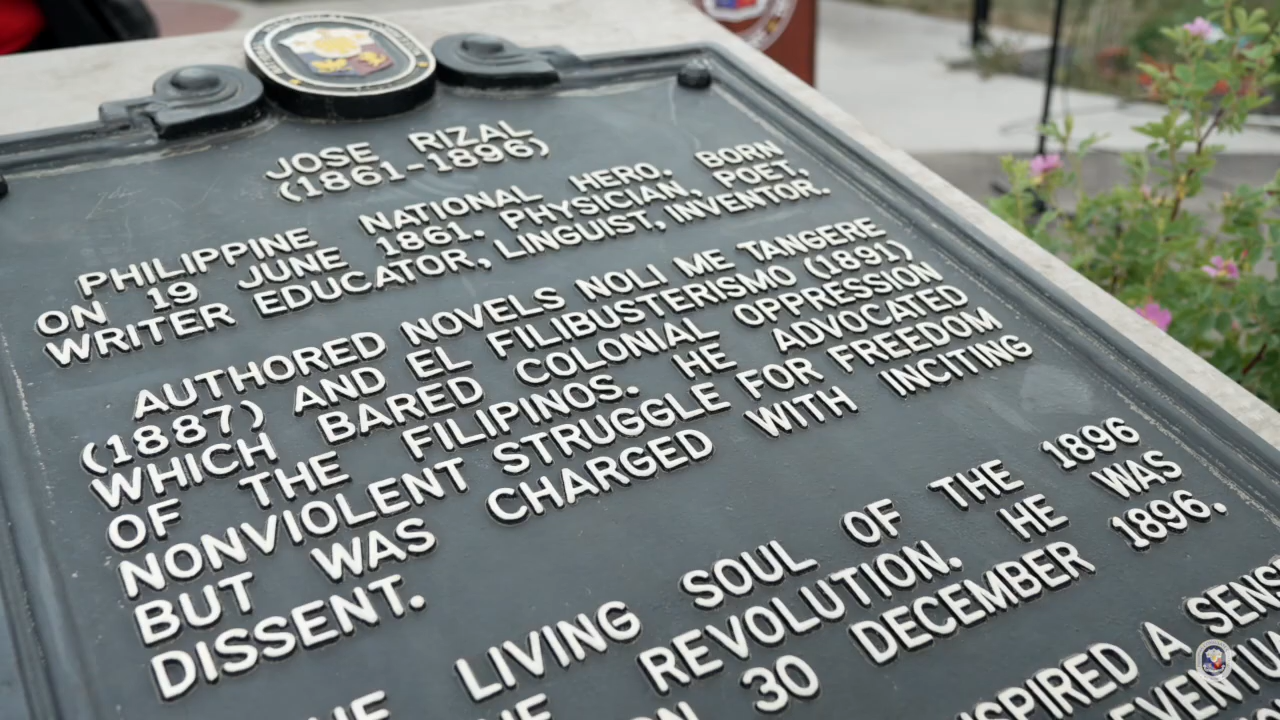 JOSE RIZAL
(1861-1896)
PHILIPPINE NATIONAL HERO. BORN
ON 19 JUNE 1861. PHYSICIAN, POET,
WRITER EDUCATOR, LINGUIST, INVENTOR.
AUTHORED NOVELS NOLI ME TANGERE
(1887) AND EL FILIBUSTERISMO (1891)
WHICH BARED COLONIAL OPPRESSION
OF THE FILIPINOS. HE ADVOCATED
NONVIOLENT STRUGGLE FOR FREEDOM
BUT WAS CHARGED WITH INCITING
DISSENT.
LIVING SOUL OF THE 1896
REVOLUTION. HE WAS
30 DECEMBER 1896.
A